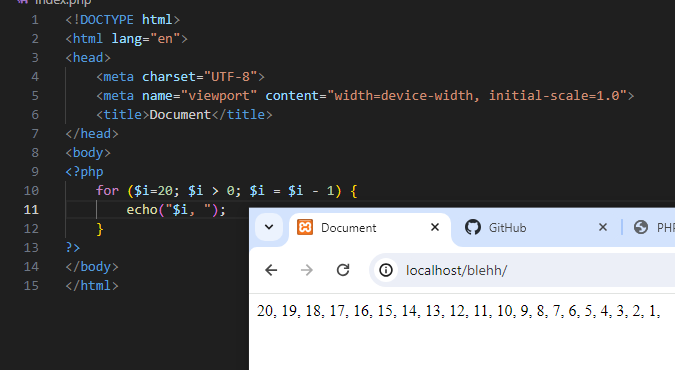 index.php
1 <!DOCTYPE html>
2 <html lang="en">
3 <head>
4 <meta charset="UTF-8">
5 <meta name="viewport" content="width=device-width, initial-scale=1.0">
6 <title>Document</title>
7 </head>
8 <body>
9 <?php
10 for ($i=20; $i > 0; $i = $i - 1) {
11 echo("$i, ");
12 }
13 ?>
14 </body>
15 </html>
Document
GitHub
PHP
localhost/blehh/
20, 19, 18, 17, 16, 15, 14, 13, 12, 11, 10, 9, 8, 7, 6, 5, 4, 3, 2, 1,